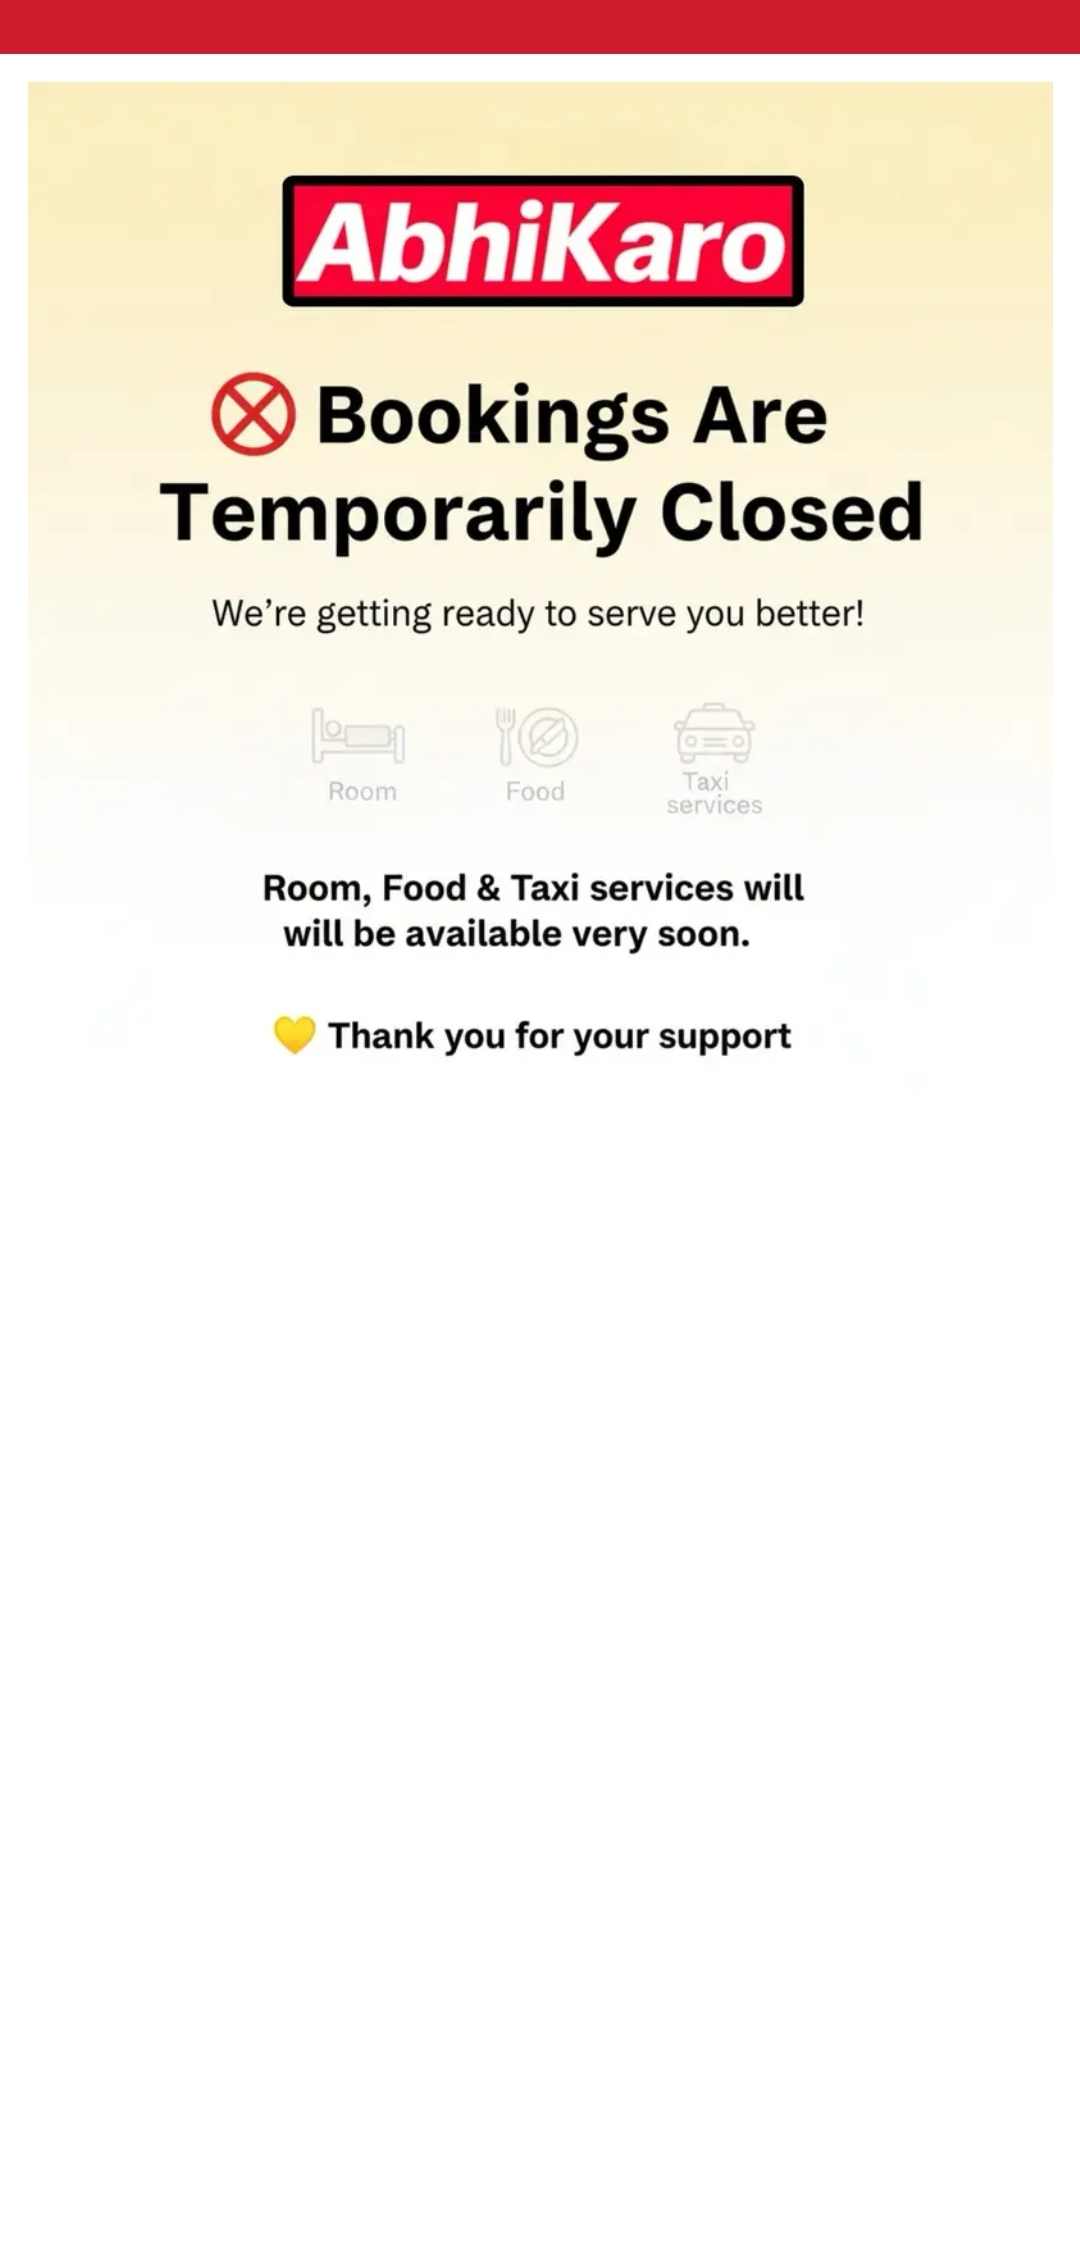 AbhiKaro
Bookings Are
Temporarily Closed
We're getting ready to serve you better!
Room
Food
Taxi
services
Room, Food & Taxi services will
will be available very soon.
💛 Thank you for your support